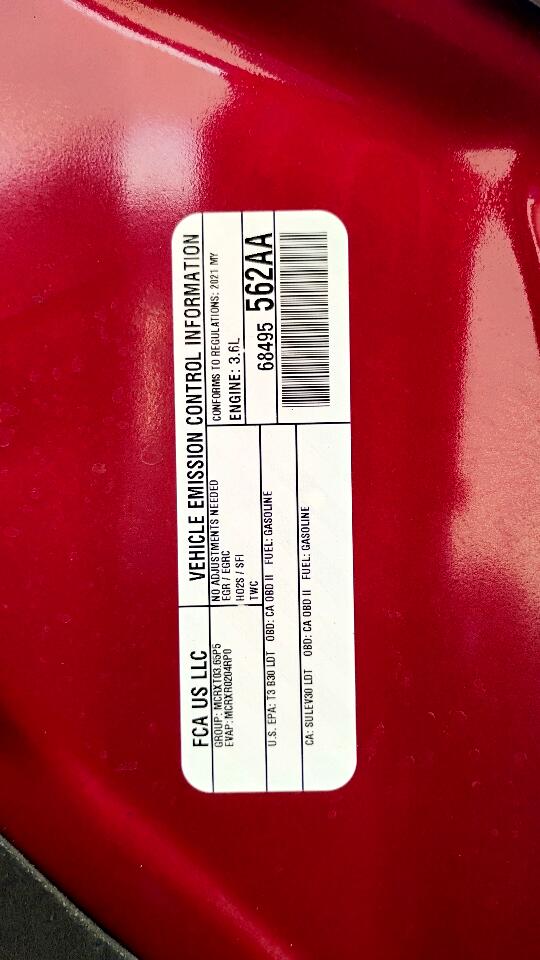 FCA US LLC
VEHICLE EMISSION CONTROL INFORMATION
GROUP: MCRXT03.65P5
EVAP: MCRXR0204RP0
NO ADJUSTMENTS NEEDED
EGR / EGRC
HO2S / SFI
TWC
CONFORMS TO REGULATIONS: 2021 MY
ENGINE: 3.6L
68495 562AA
U.S. EPA: T3 B30 LDT OBD: CA OBD II FUEL: GASOLINE
CA: SULEV30 LDT OBD: CA OBD II FUEL: GASOLINE